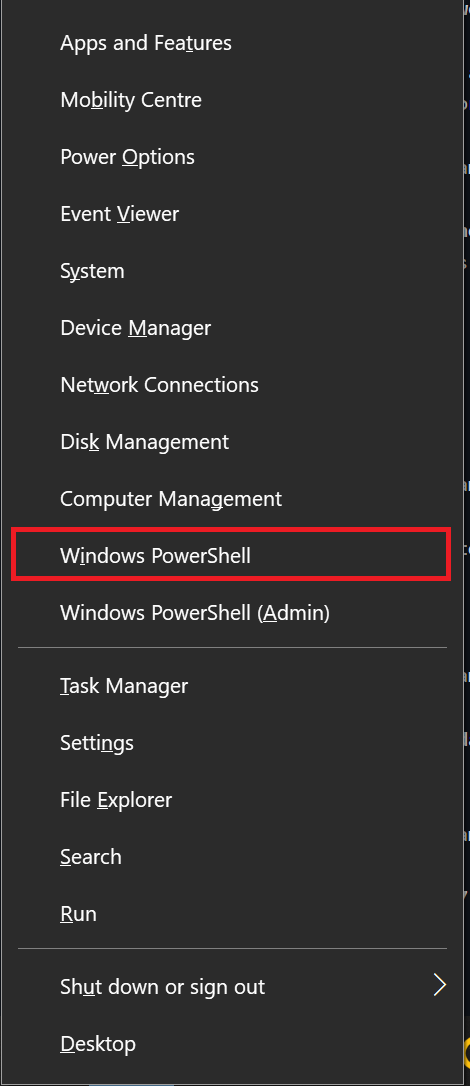 Apps and Features
Mobility Centre
Power Options
Event Viewer
System
Device Manager
Network Connections
Disk Management
Computer Management
Windows PowerShell
Windows PowerShell (Admin)
Task Manager
Settings
File Explorer
Search
Run
Shut down or sign out
Desktop